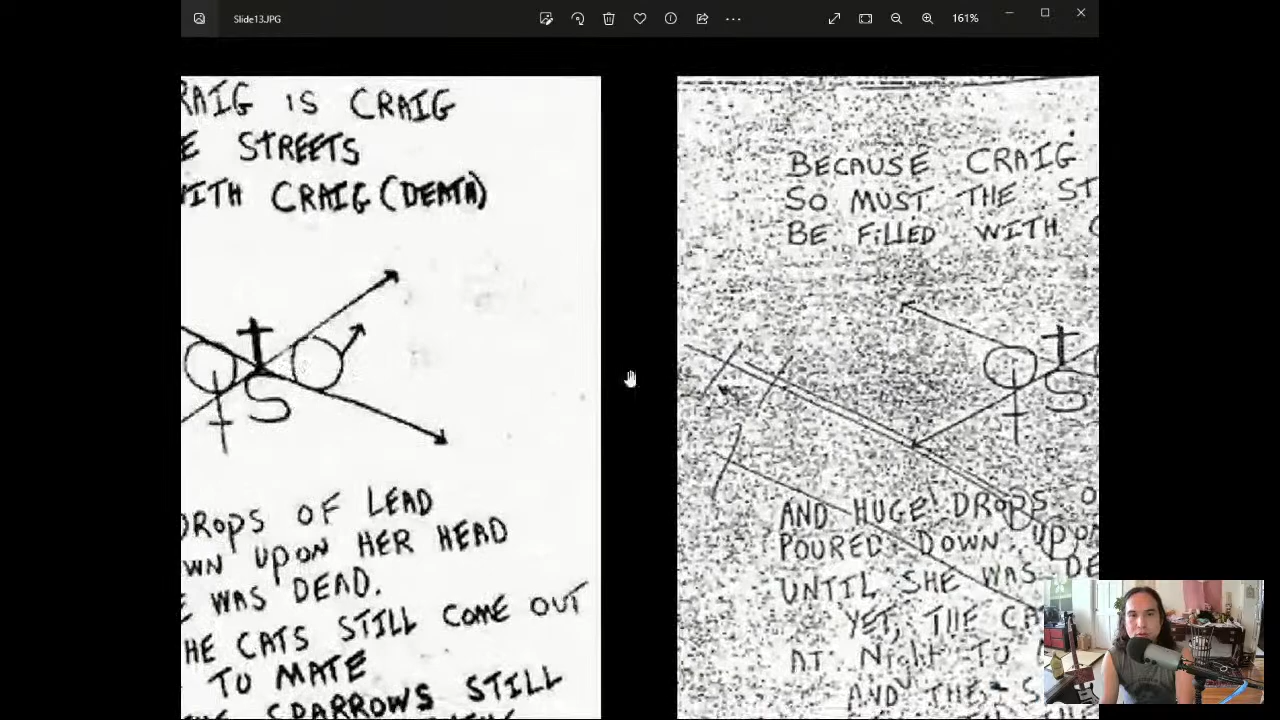 Slide13.JPG
161%
RAIG IS CRAIG
E STREETS
WITH CRAIG (DEATH)
t
S
DROPS OF LEAD
WN UPON HER HEAD
E WAS DEAD.
HE CATS STILL COME OUT
TO MATE
SPARROWS STILL
BECAUSE CRAIG
SO MUST THE ST
BE FILLED WITH C
t
S
AND HUGE DROPS O
POURED DOWN UPON
UNTIL SHE WAS DE
YET, THE CA
AT NIGHT TO
AND THE S